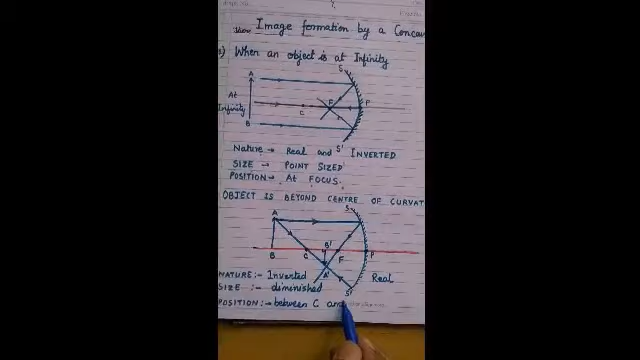 Image formation by a Concav
When an object is at Infinity
S
A
At
Infinity
C
F
P
B
S'
Nature → Real and INVERTED
SIZE → POINT SIZED
POSITION → At FOCUS.
OBJECT IS BEYOND CENTRE OF CURVAT
S
A
B'
B
C
F
P
A'
NATURE:- Inverted
Real
SIZE :- diminished
S'
POSITION:→ between C and